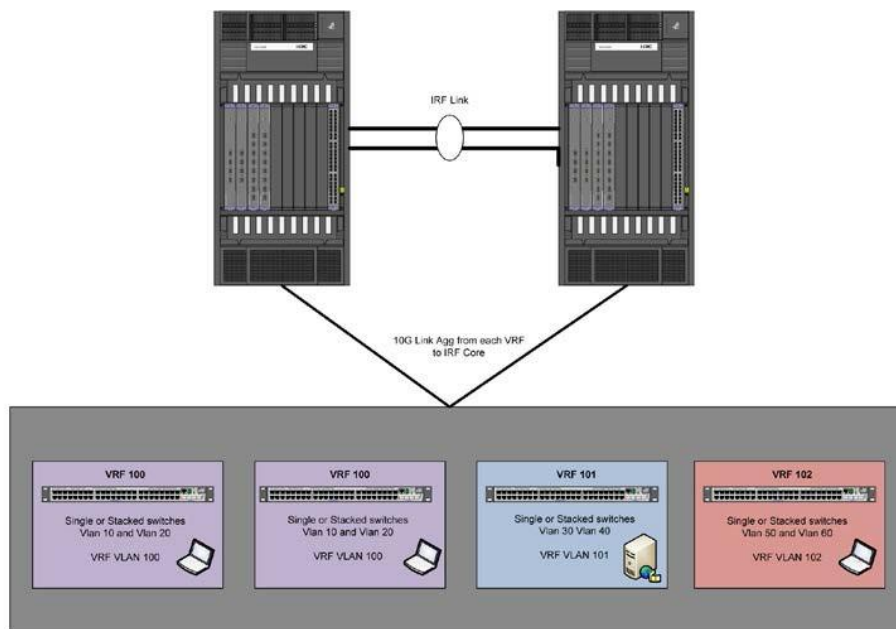 IRF Link
10G Link Agg from each VRF
to IRF Core
VRF 100
Single or Stacked switches
Vlan 10 and Vlan 20
VRF VLAN 100
VRF 100
Single or Stacked switches
Vlan 10 and Vlan 20
VRF VLAN 100
VRF 101
Single or Stacked switches
Vlan 30 Vlan 40
VRF VLAN 101
VRF 102
Single or Stacked switches
Vlan 50 and Vlan 60
VRF VLAN 102